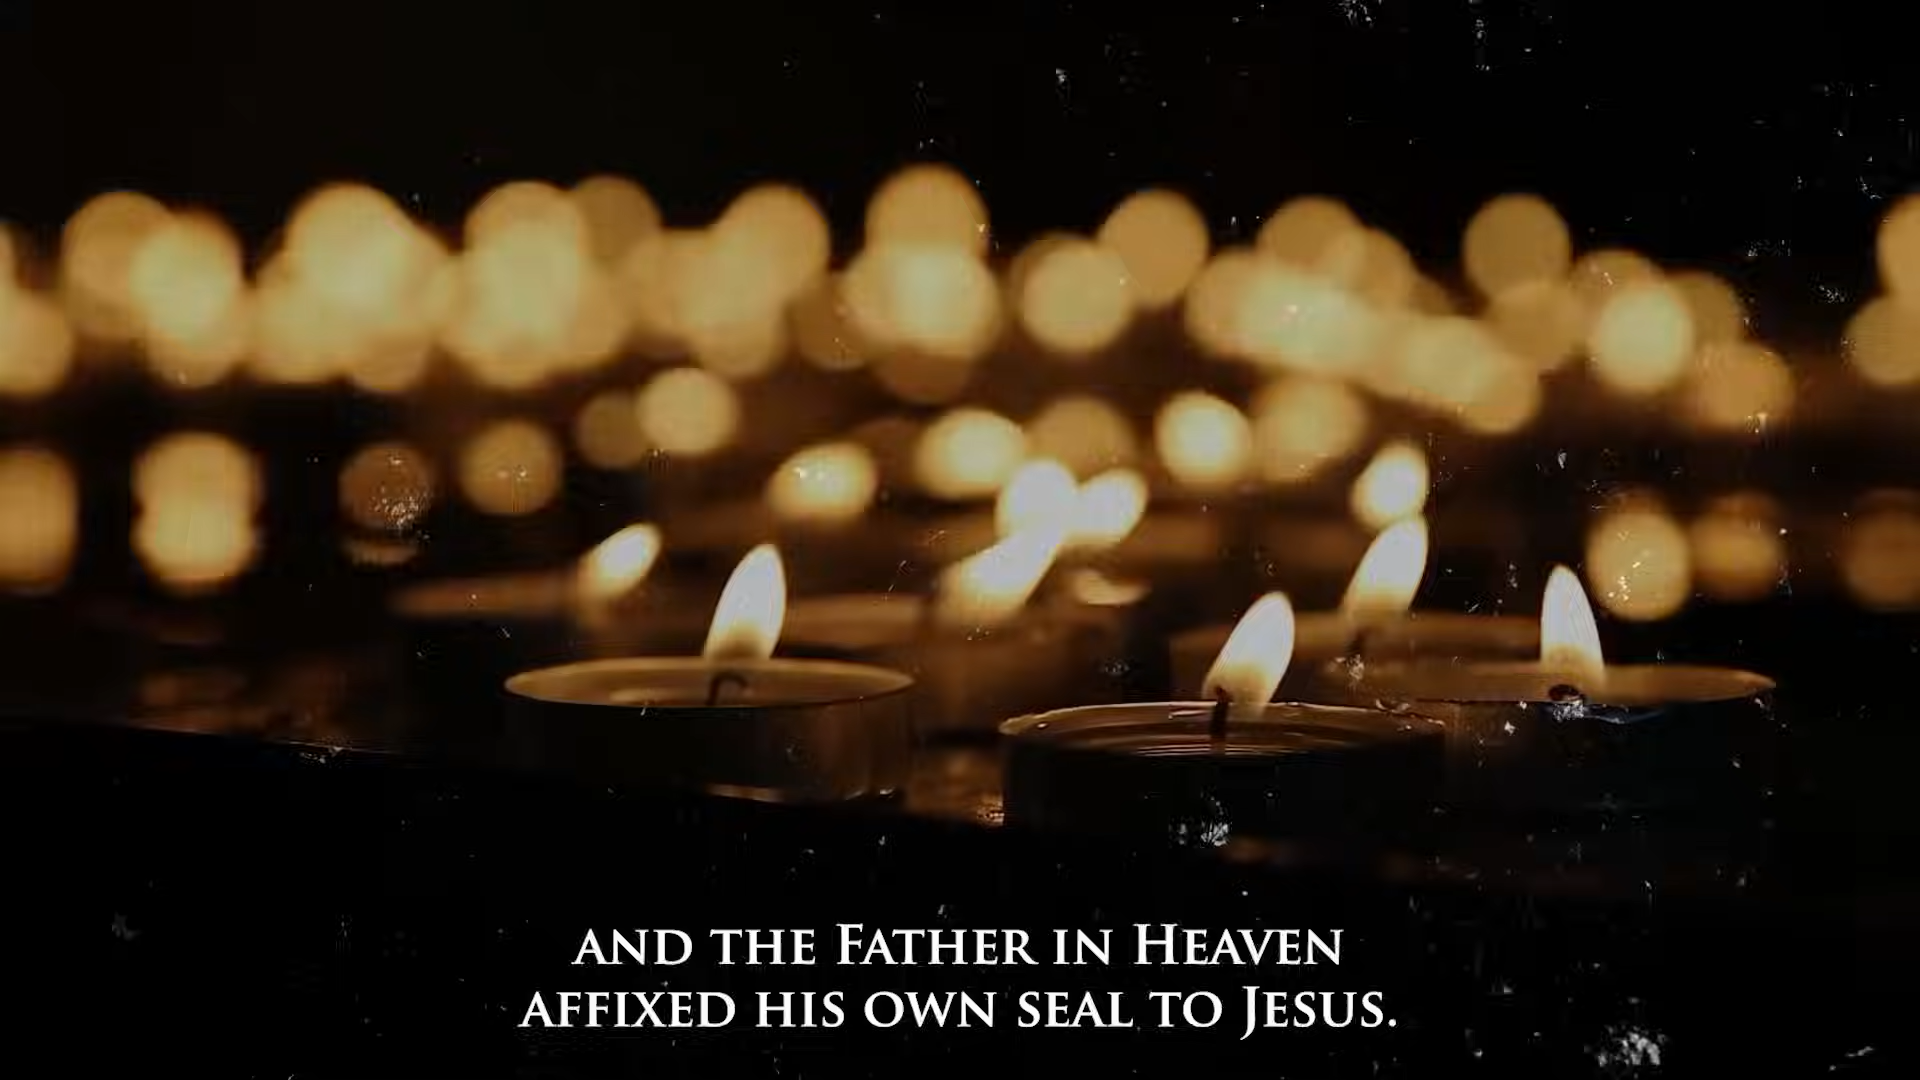 and the Father in Heaven
affixed his own seal to Jesus.